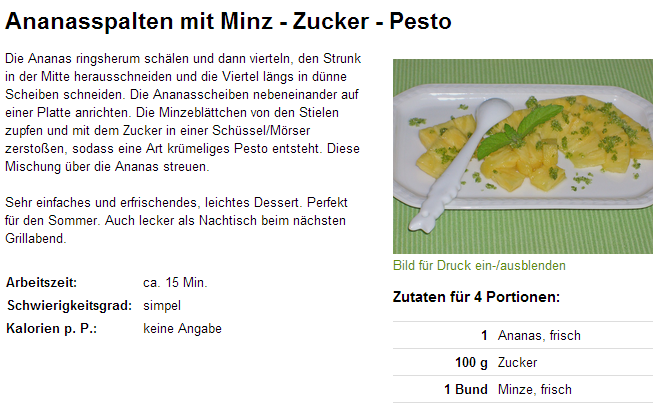 Ananasspalten mit Minz - Zucker - Pesto
Die Ananas ringsherum schälen und dann vierteln, den Strunk
in der Mitte herausschneiden und die Viertel längs in dünne
Scheiben schneiden. Die Ananasscheiben nebeneinander auf
einer Platte anrichten. Die Minzeblättchen von den Stielen
zupfen und mit dem Zucker in einer Schüssel/Mörser
zerstoßen, sodass eine Art krümeliges Pesto entsteht. Diese
Mischung über die Ananas streuen.
Sehr einfaches und erfrischendes, leichtes Dessert. Perfekt
für den Sommer. Auch lecker als Nachtisch beim nächsten
Grillabend.
Arbeitszeit: ca. 15 Min.
Schwierigkeitsgrad: simpel
Kalorien p. P.: keine Angabe
Bild für Druck ein-/ausblenden
Zutaten für 4 Portionen:
1 Ananas, frisch
100 g Zucker
1 Bund Minze, frisch